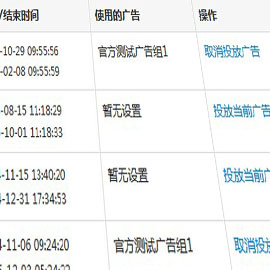 /结束时间 使用的广告 操作
-10-29 09:55:56 官方测试广告组1 取消投放广告
-02-08 09:55:59
-08-15 11:18:29 暂无设置 投放当前广
-10-01 11:18:33
-11-15 13:40:20 暂无设置 投放当前广
-12-31 17:34:53
4-11-06 09:24:20 官方测试广告组1 取消投放